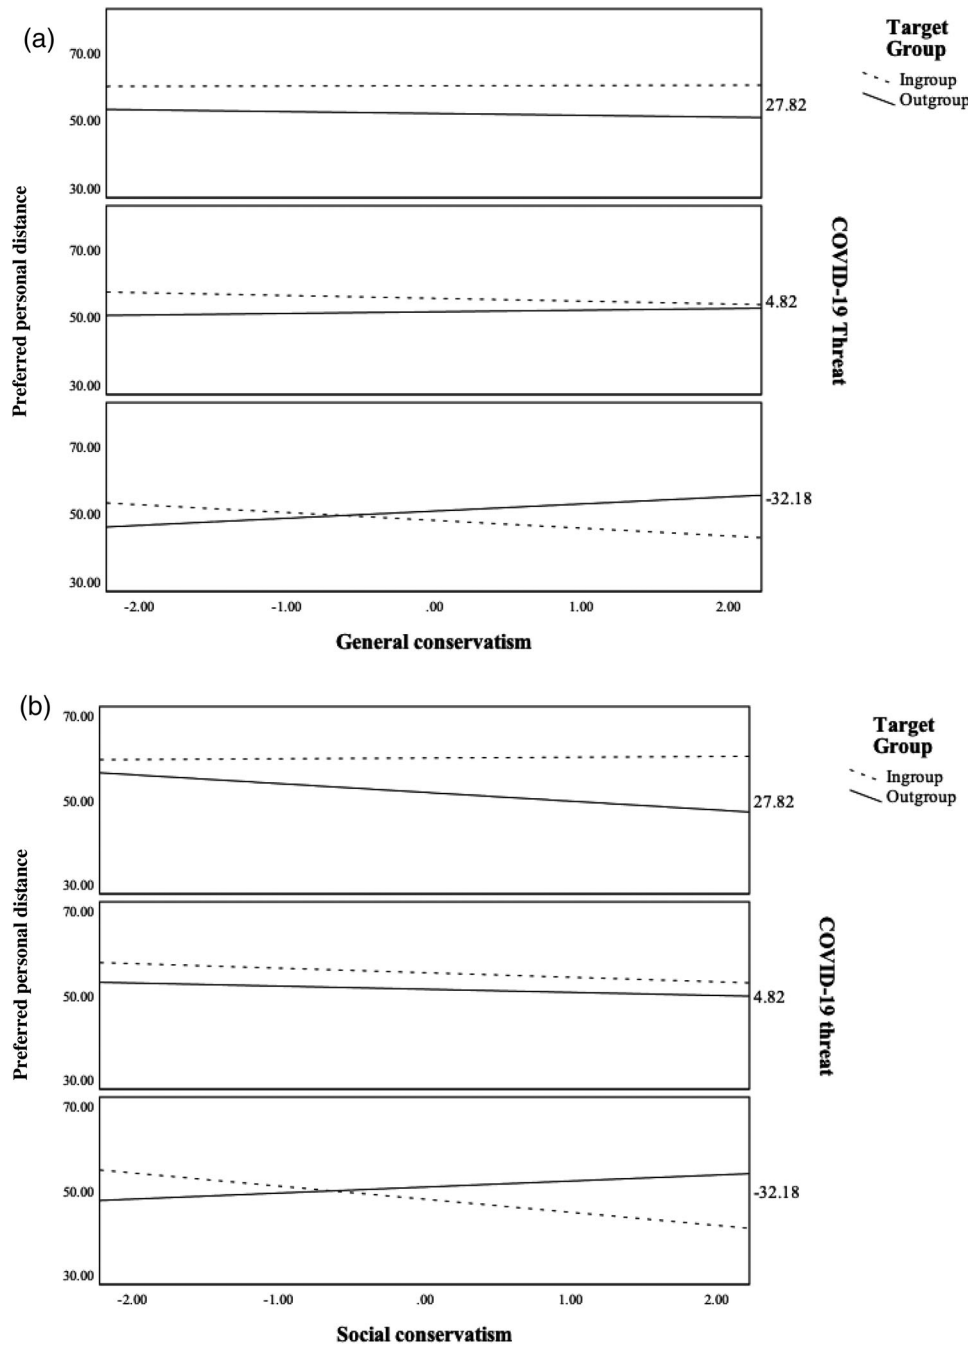 (a)
Target
Group
Ingroup
Outgroup
70.00
50.00
30.00
27.82
70.00
50.00
30.00
4.82
70.00
50.00
30.00
-32.18
Preferred personal distance
COVID-19 Threat
-2.00 -1.00 .00 1.00 2.00
General conservatism
(b)
Target
Group
Ingroup
Outgroup
70.00
50.00
30.00
27.82
70.00
50.00
30.00
4.82
70.00
50.00
30.00
-32.18
Preferred personal distance
COVID-19 threat
-2.00 -1.00 .00 1.00 2.00
Social conservatism